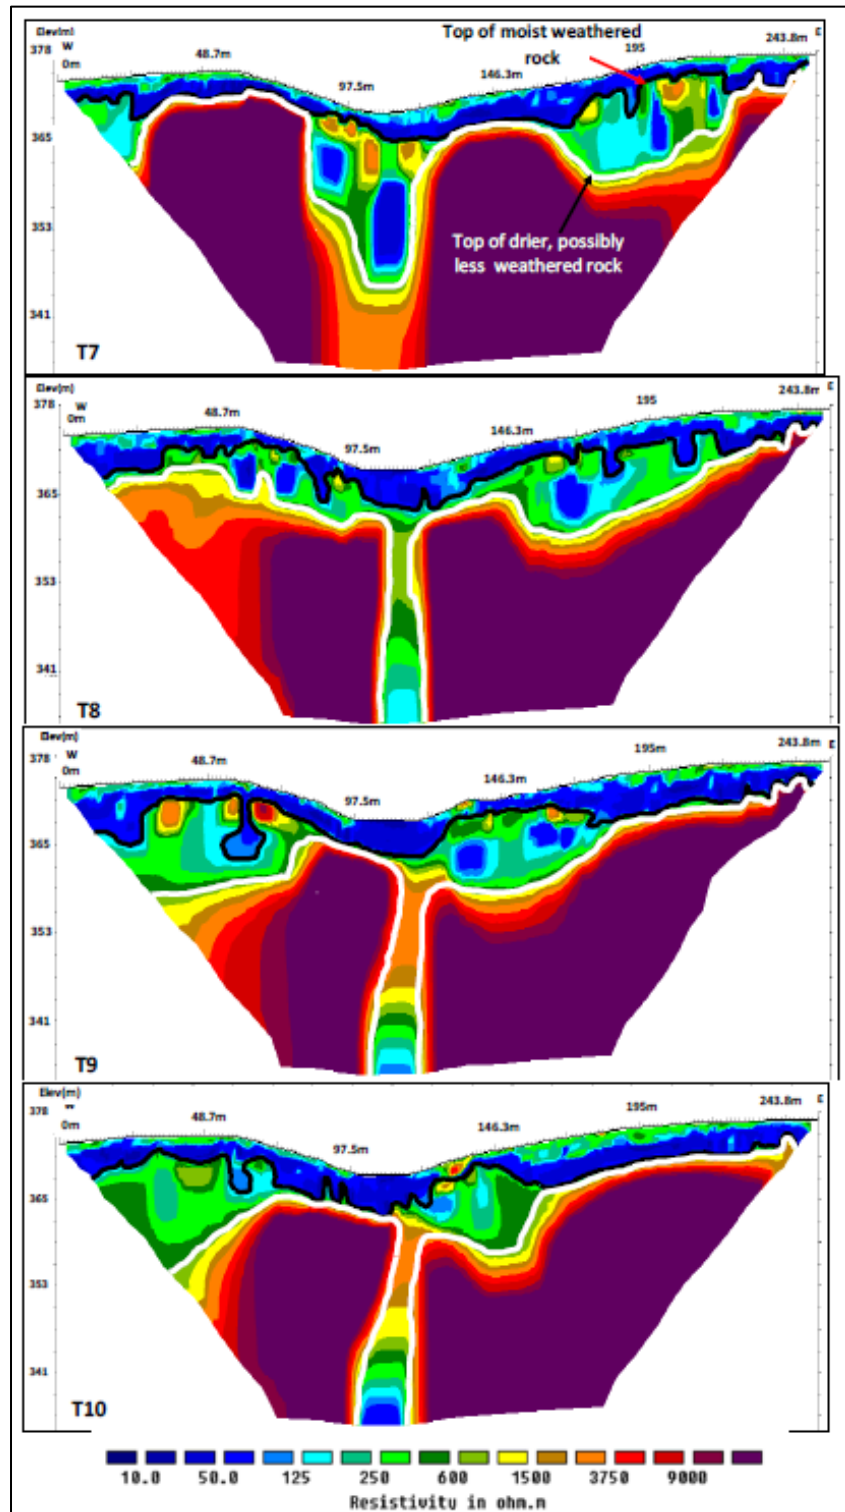 Top of moist weathered
rock
Elev(m)
378
W
0m
48.7m
97.5m
146.3m
195
243.8m
E
365
353
341
Top of drier, possibly
less weathered rock
T7
Elev(m)
378
W
0m
48.7m
97.5m
146.3m
195
243.8m
E
365
353
341
T8
Elev(m)
378
W
0m
48.7m
97.5m
146.3m
195m
243.8m
E
365
353
341
T9
Elev(m)
378
W
0m
48.7m
97.5m
146.3m
195m
243.8m
E
365
353
341
T10
10.0 50.0 125 250 600 1500 3750 9000
Resistivity in ohm.m